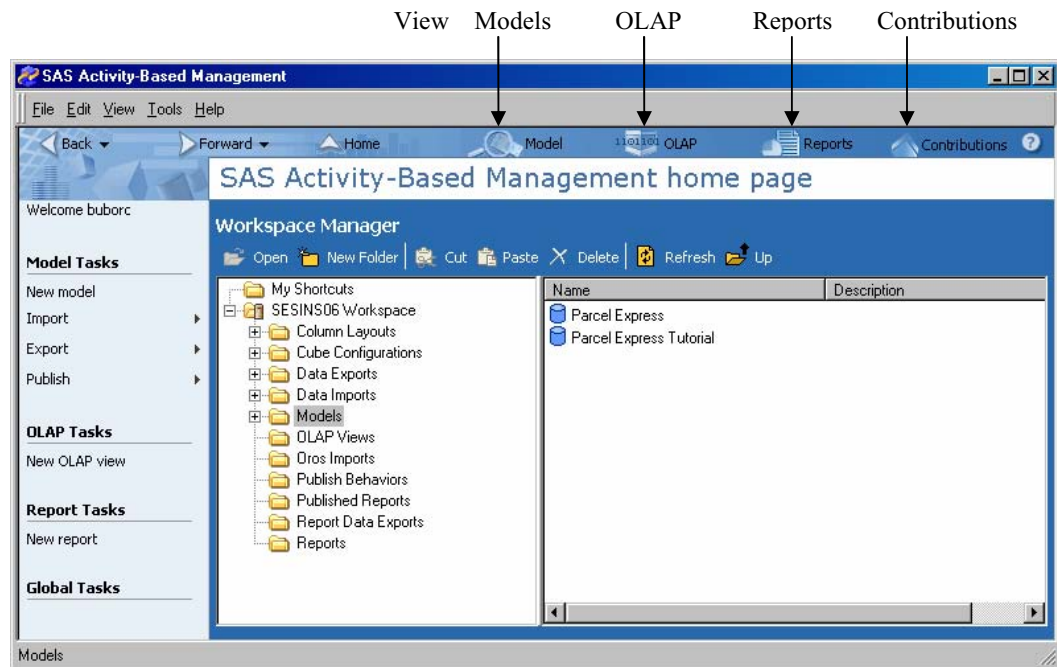 View Models OLAP Reports Contributions
SAS Activity-Based Management
File Edit View Tools Help
Back Forward Home Model 1101101 OLAP Reports Contributions ?
SAS Activity-Based Management home page
Welcome buborc
Workspace Manager
Open New Folder Cut Paste Delete Refresh Up
Model Tasks
New model
Import
Export
Publish
OLAP Tasks
New OLAP view
Report Tasks
New report
Global Tasks
My Shortcuts
SESINS06 Workspace
Column Layouts
Cube Configurations
Data Exports
Data Imports
Models
OLAP Views
Oros Imports
Publish Behaviors
Published Reports
Report Data Exports
Reports
Name Description
Parcel Express
Parcel Express Tutorial
Models